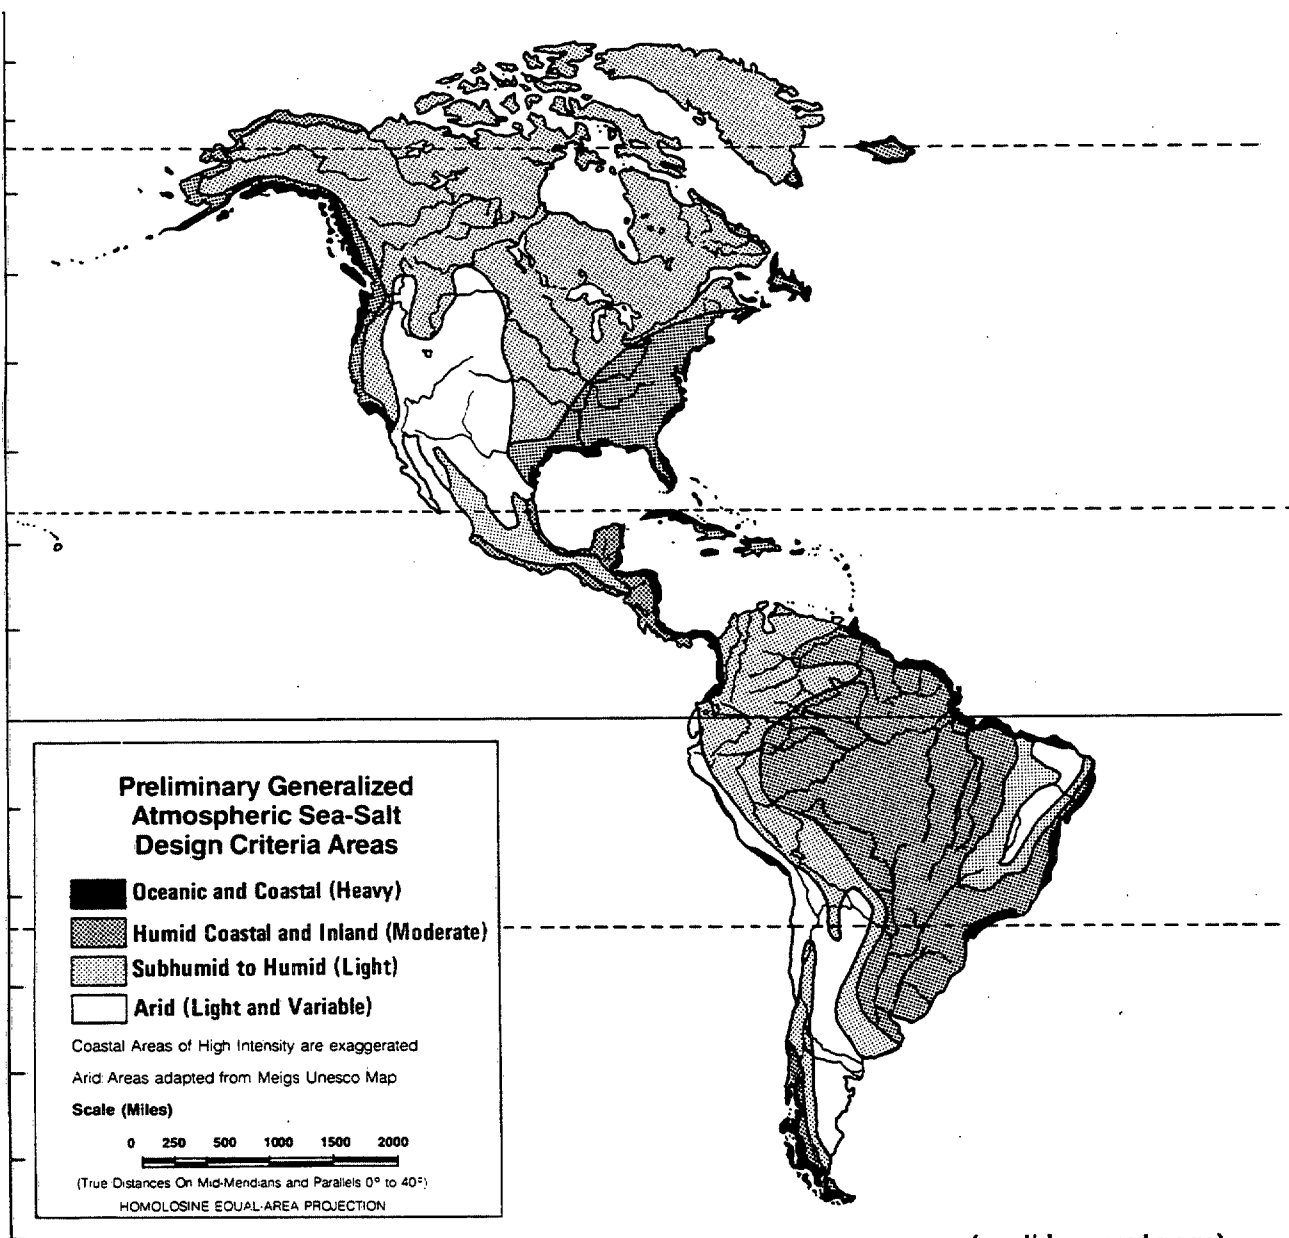 Preliminary Generalized
Atmospheric Sea-Salt
Design Criteria Areas
Oceanic and Coastal (Heavy)
Humid Coastal and Inland (Moderate)
Subhumid to Humid (Light)
Arid (Light and Variable)
Coastal Areas of High Intensity are exaggerated
Arid Areas adapted from Meigs Unesco Map
Scale (Miles)
0 250 500 1000 1500 2000
(True Distances On Mid-Meridians and Parallels 0° to 40°)
HOMOLOSINE EQUAL-AREA PROJECTION